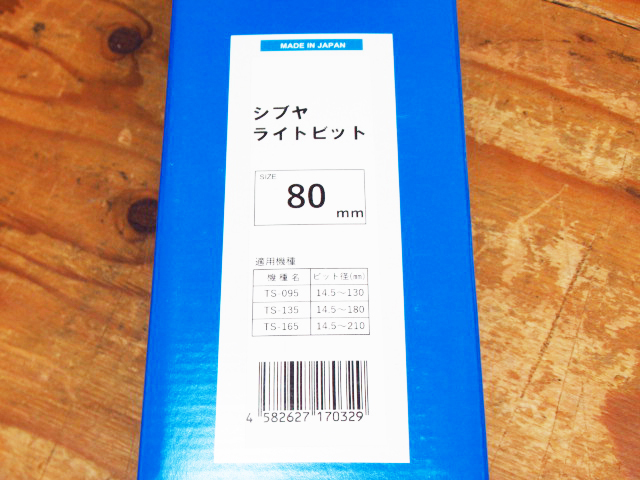 MADE IN JAPAN
シブヤ
ライトビット
SIZE
80 mm
適用機種
機種名 ビット径(mm)
TS-095 14.5〜130
TS-135 14.5〜180
TS-165 14.5〜210
4 582627 170329